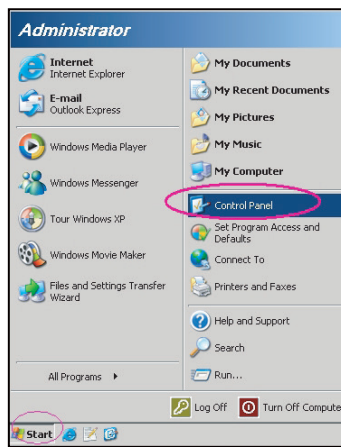 Administrator
Internet
Internet Explorer
E-mail
Outlook Express
Windows Media Player
Windows Messenger
Tour Windows XP
Windows Movie Maker
Files and Settings Transfer
Wizard
All Programs
My Documents
My Recent Documents
My Pictures
My Music
My Computer
Control Panel
Set Program Access and
Defaults
Connect To
Printers and Faxes
Help and Support
Search
Run...
Log Off
Turn Off Compute
Start